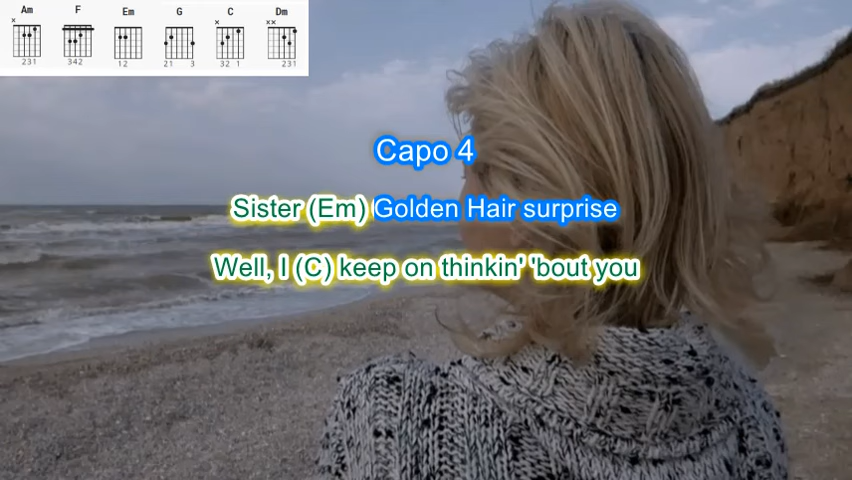 Am F Em G C Dm
x x xx
231 342 12 21 3 32 1 231
Capo 4
Sister (Em) Golden Hair surprise
Well, I (C) keep on thinkin' 'bout you